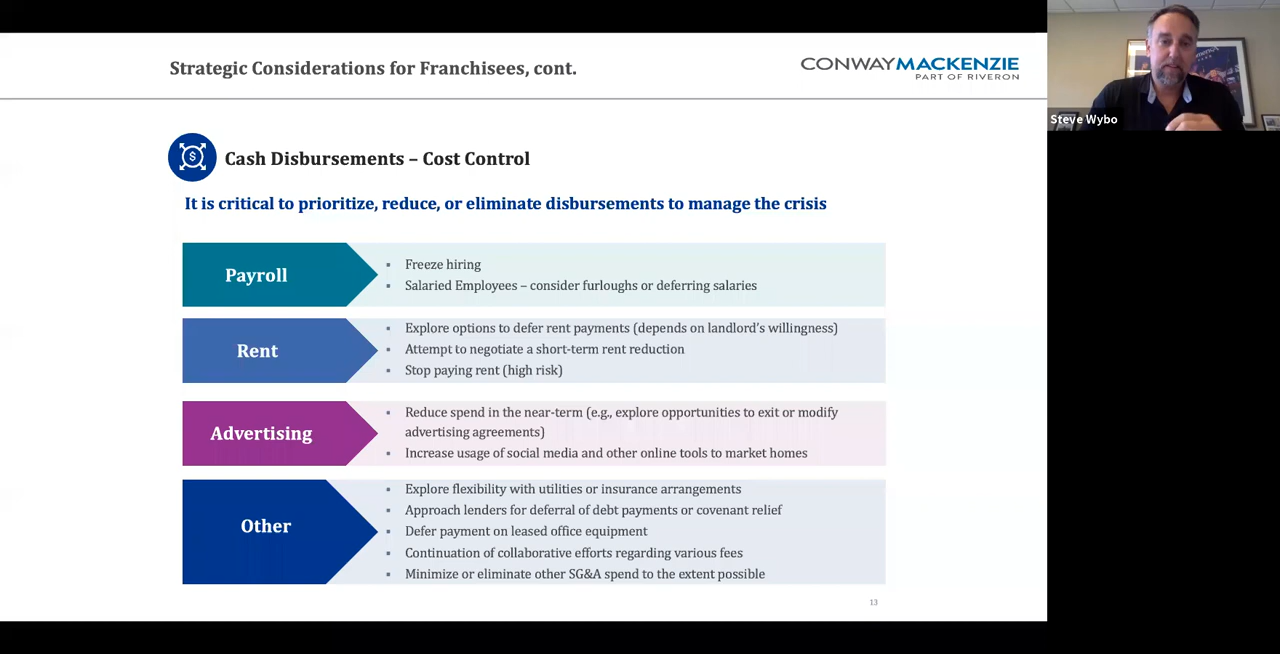 Strategic Considerations for Franchisees, cont.
CONWAYMACKENZIE
PART OF RIVERON
Steve Wybo
$
Cash Disbursements – Cost Control
It is critical to prioritize, reduce, or eliminate disbursements to manage the crisis
Payroll
▪ Freeze hiring
▪ Salaried Employees – consider furloughs or deferring salaries
Rent
▪ Explore options to defer rent payments (depends on landlord's willingness)
▪ Attempt to negotiate a short-term rent reduction
▪ Stop paying rent (high risk)
Advertising
▪ Reduce spend in the near-term (e.g., explore opportunities to exit or modify
advertising agreements)
▪ Increase usage of social media and other online tools to market homes
Other
▪ Explore flexibility with utilities or insurance arrangements
▪ Approach lenders for deferral of debt payments or covenant relief
▪ Defer payment on leased office equipment
▪ Continuation of collaborative efforts regarding various fees
▪ Minimize or eliminate other SG&A spend to the extent possible
13